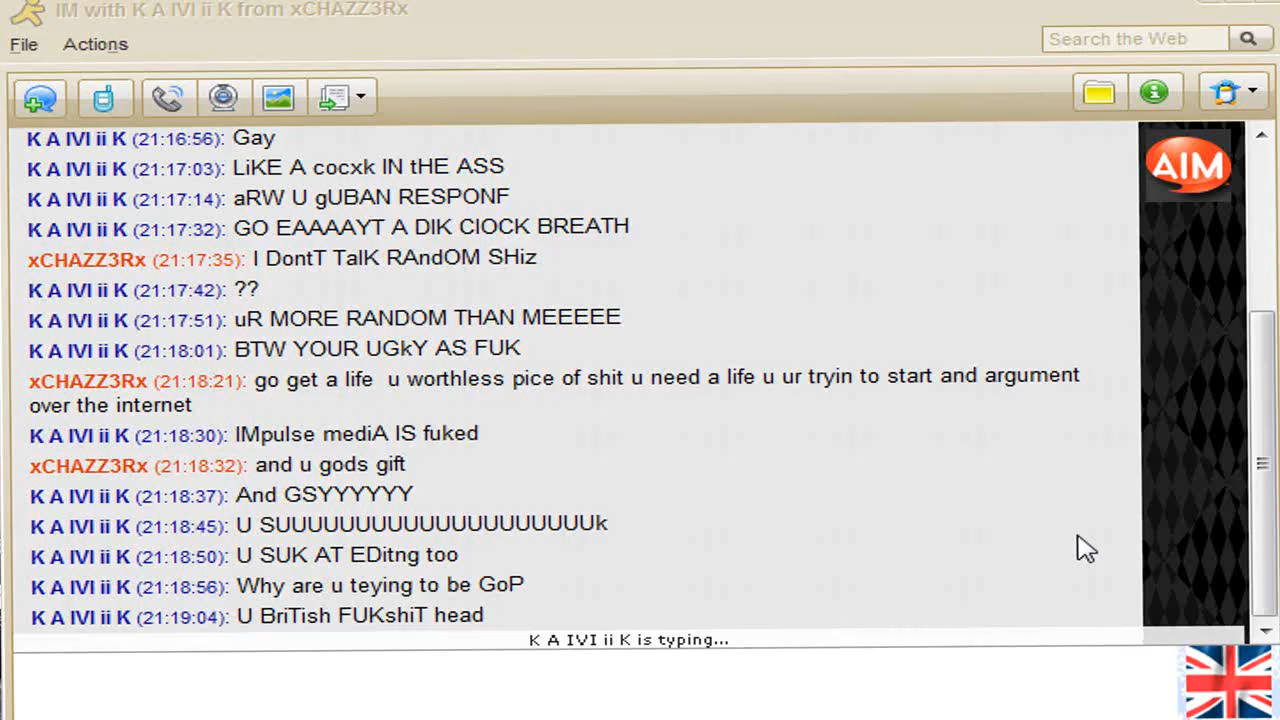 IM with K A IVI ii K from xCHAZZ3Rx
File Actions Search the Web
K A IVI ii K (21:16:56): Gay
K A IVI ii K (21:17:03): LiKE A cocxk IN tHE ASS
K A IVI ii K (21:17:14): aRW U gUBAN RESPONF
K A IVI ii K (21:17:32): GO EAAAAYT A DIK ClOCK BREATH
xCHAZZ3Rx (21:17:35): I DontT TalK RAndOM SHiz
K A IVI ii K (21:17:42): ??
K A IVI ii K (21:17:51): uR MORE RANDOM THAN MEEEEE
K A IVI ii K (21:18:01): BTW YOUR UGkY AS FUK
xCHAZZ3Rx (21:18:21): go get a life u worthless pice of shit u need a life u ur tryin to start and argument
over the internet
K A IVI ii K (21:18:30): IMpulse mediA IS fuked
xCHAZZ3Rx (21:18:32): and u gods gift
K A IVI ii K (21:18:37): And GSYYYYYY
K A IVI ii K (21:18:45): U SUUUUUUUUUUUUUUUUUUUUk
K A IVI ii K (21:18:50): U SUK AT EDitng too
K A IVI ii K (21:18:56): Why are u teying to be GoP
K A IVI ii K (21:19:04): U BriTish FUKshiT head
K A IVI ii K is typing...
AIM